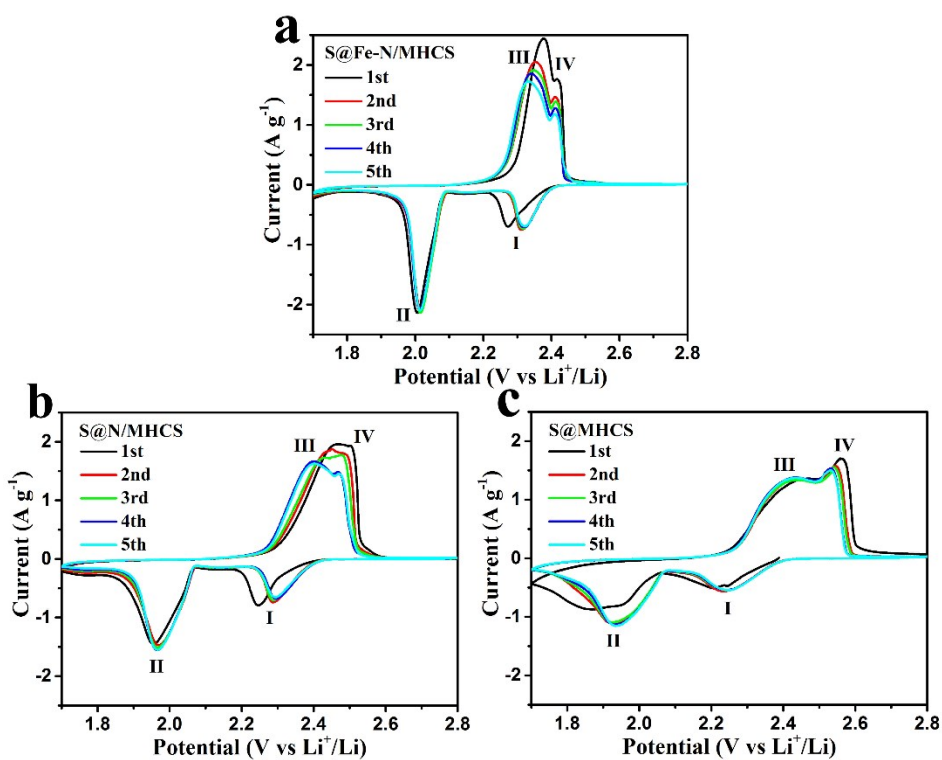 a
S@Fe-N/MHCS
1st
2nd
3rd
4th
5th
III
IV
I
II
2
1
0
-1
-2
Current (A g⁻¹)
1.8 2.0 2.2 2.4 2.6 2.8
Potential (V vs Li⁺/Li)
b
S@N/MHCS
1st
2nd
3rd
4th
5th
III
IV
I
II
2
1
0
-1
-2
Current (A g⁻¹)
1.8 2.0 2.2 2.4 2.6 2.8
Potential (V vs Li⁺/Li)
c
S@MHCS
1st
2nd
3rd
4th
5th
III
IV
I
II
2
1
0
-1
-2
Current (A g⁻¹)
1.8 2.0 2.2 2.4 2.6 2.8
Potential (V vs Li⁺/Li)